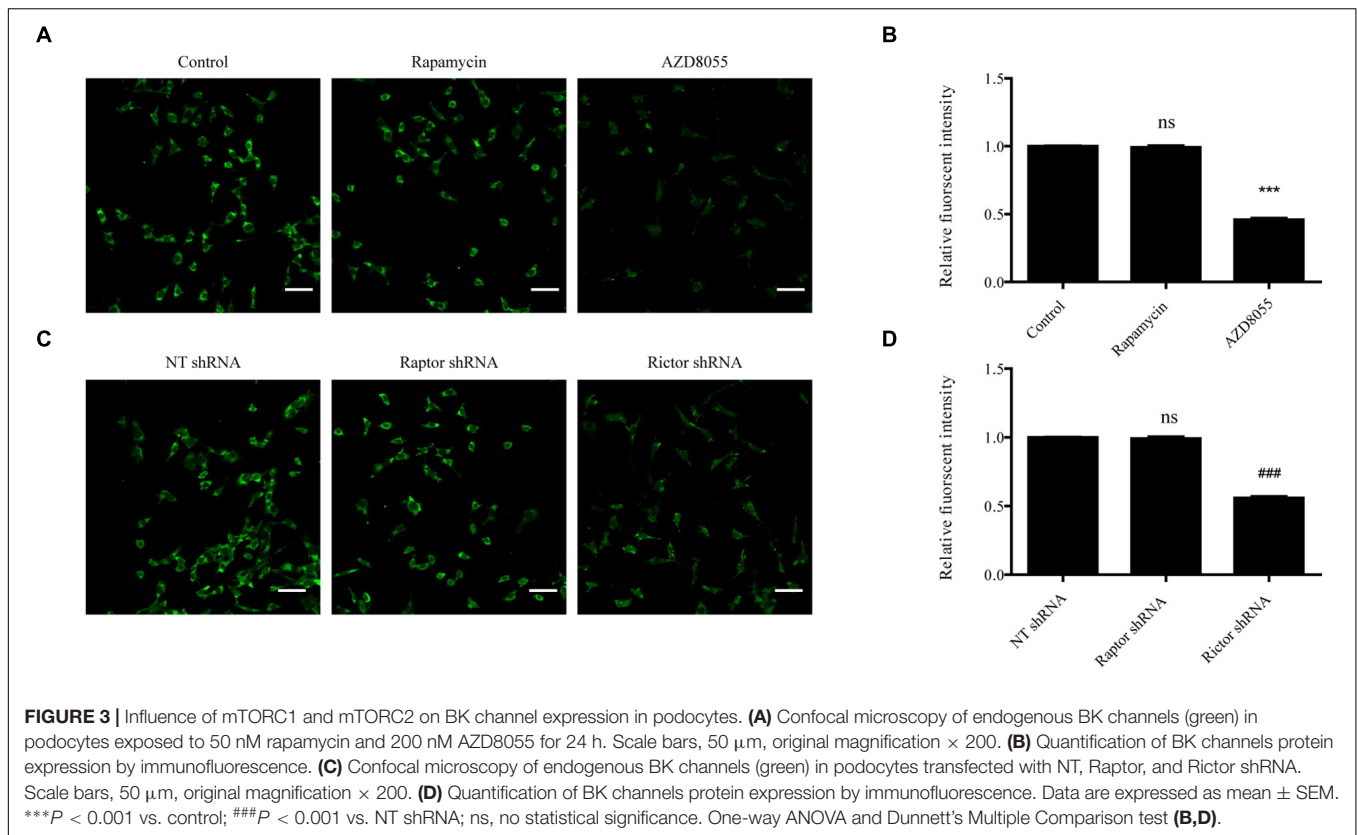 A
Control
Rapamycin
AZD8055
B
Relative fluorscent intensity
1.5
1.0
0.5
0.0
ns
***
Control
Rapamycin
AZD8055
C
NT shRNA
Raptor shRNA
Rictor shRNA
D
Relative fluorscent intensity
1.5
1.0
0.5
0.0
ns
###
NT shRNA
Raptor shRNA
Rictor shRNA
FIGURE 3 | Influence of mTORC1 and mTORC2 on BK channel expression in podocytes. (A) Confocal microscopy of endogenous BK channels (green) in
podocytes exposed to 50 nM rapamycin and 200 nM AZD8055 for 24 h. Scale bars, 50 μm, original magnification × 200. (B) Quantification of BK channels protein
expression by immunofluorescence. (C) Confocal microscopy of endogenous BK channels (green) in podocytes transfected with NT, Raptor, and Rictor shRNA.
Scale bars, 50 μm, original magnification × 200. (D) Quantification of BK channels protein expression by immunofluorescence. Data are expressed as mean ± SEM.
***P < 0.001 vs. control; ###P < 0.001 vs. NT shRNA; ns, no statistical significance. One-way ANOVA and Dunnett's Multiple Comparison test (B,D).